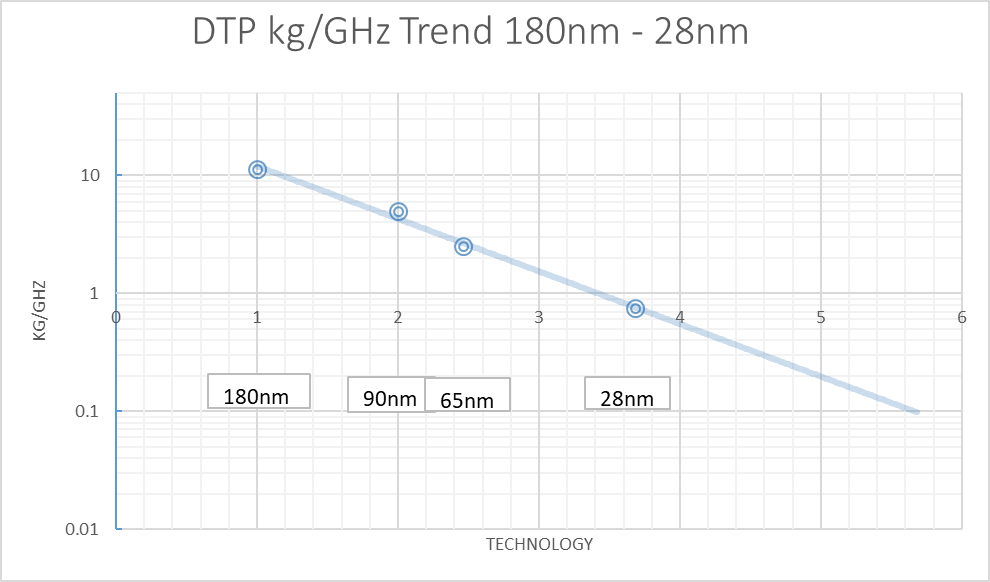 DTP kg/GHz Trend 180nm - 28nm
10
1
0 1 2 3 4 5 6
KG/GHZ
180nm 90nm 65nm 28nm
0.1
0.01
TECHNOLOGY